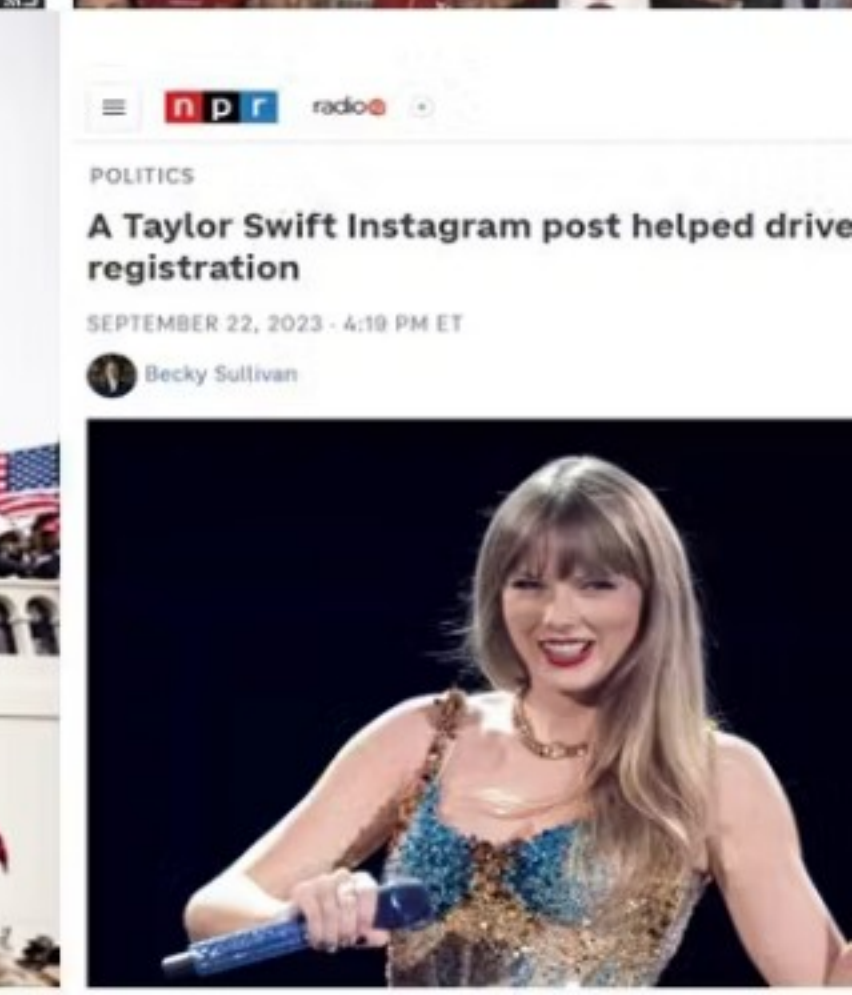 npr radio
POLITICS
A Taylor Swift Instagram post helped drive
registration
SEPTEMBER 22, 2023 · 4:19 PM ET
Becky Sullivan